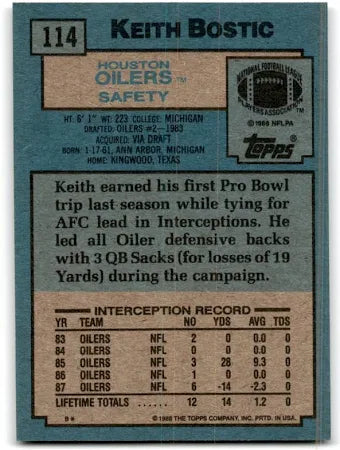 114
KEITH BOSTIC
HOUSTON
OILERS™
SAFETY
NATIONAL FOOTBALL LEAGUE
PLAYERS ASSOCIATION
© 1986 NFLPA
Topps
HT: 6' 1" WT: 223 COLLEGE: MICHIGAN
DRAFTED: OILERS #2-1983
ACQUIRED: VIA DRAFT
BORN: 1-17-61, ANN ARBOR, MICHIGAN
HOME: KINGWOOD, TEXAS
Keith earned his first Pro Bowl
trip last season while tying for
AFC lead in Interceptions. He
led all Oiler defensive backs
with 3 QB Sacks (for losses of 19
Yards) during the campaign.
INTERCEPTION RECORD
YR TEAM NO YDS AVG TDS
83 OILERS NFL 2 0 0.0 0
84 OILERS NFL 0 0 0.0 0
85 OILERS NFL 3 28 9.3 0
86 OILERS NFL 1 0 0.0 0
87 OILERS NFL 6 -14 -2.3 0
LIFETIME TOTALS ...... 12 14 1.2 0
B* © 1988 THE TOPPS COMPANY, INC. PRTD. IN USA.